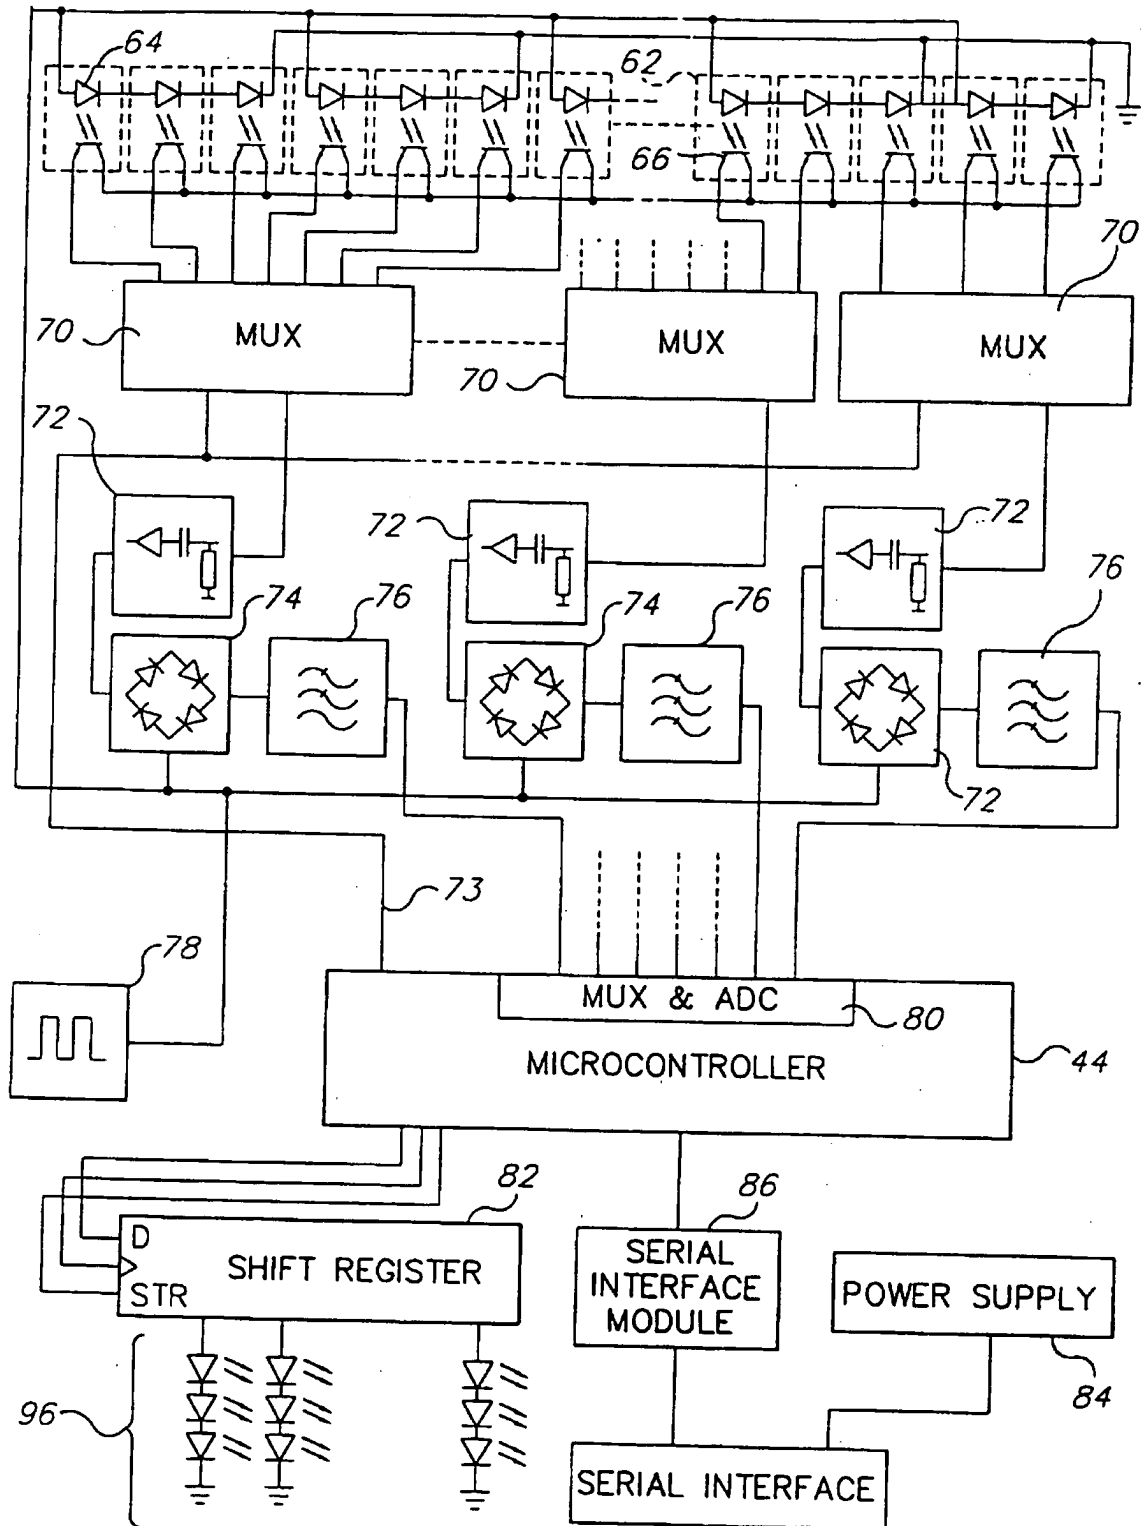 64
62
66
70
70
MUX
70
MUX
MUX
72
72
72
74
76
74
76
76
72
73
78
MUX & ADC
80
MICROCONTROLLER
44
82
86
D
SHIFT REGISTER
STR
SERIAL
INTERFACE
MODULE
POWER SUPPLY
84
96
SERIAL INTERFACE